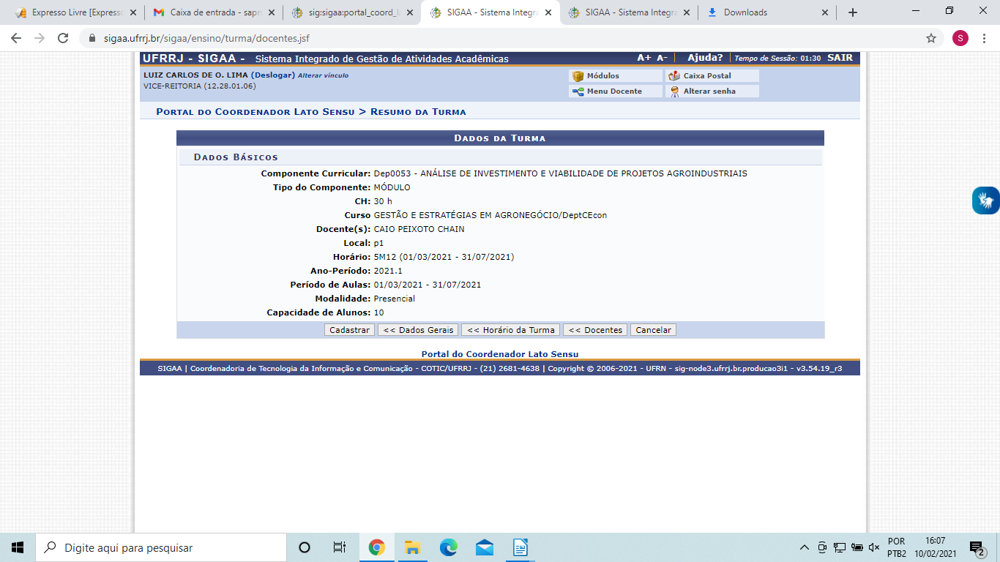 Expresso Livre [Expresso
Caixa de entrada - sapr
sig:sigaa:portal_coord_l
SIGAA - Sistema Integra
SIGAA - Sistema Integra
Downloads
sigaa.ufrrj.br/sigaa/ensino/turma/docentes.jsf
S
UFRRJ - SIGAA - Sistema Integrado de Gestão de Atividades Acadêmicas
A+ A- Ajuda? Tempo de Sessão: 01:30 SAIR
LUIZ CARLOS DE O. LIMA (Deslogar) Alterar vínculo
VICE-REITORIA (12.28.01.06)
Módulos Caixa Postal
Menu Docente Alterar senha
Portal do Coordenador Lato Sensu > Resumo da Turma
Dados da Turma
Dados Básicos
Componente Curricular: Dep0053 - ANÁLISE DE INVESTIMENTO E VIABILIDADE DE PROJETOS AGROINDUSTRIAIS
Tipo do Componente: MÓDULO
CH: 30 h
Curso GESTÃO E ESTRATÉGIAS EM AGRONEGÓCIO/DeptCEcon
Docente(s): CAIO PEIXOTO CHAIN
Local: p1
Horário: 5M12 (01/03/2021 - 31/07/2021)
Ano-Período: 2021.1
Período de Aulas: 01/03/2021 - 31/07/2021
Modalidade: Presencial
Capacidade de Alunos: 10
Cadastrar << Dados Gerais << Horário da Turma << Docentes Cancelar
Portal do Coordenador Lato Sensu
SIGAA | Coordenadoria de Tecnologia da Informação e Comunicação - COTIC/UFRRJ - (21) 2681-4638 | Copyright © 2006-2021 - UFRN - sig-node3.ufrrj.br.producao3i1 - v3.54.19_r3
Digite aqui para pesquisar
POR
PTB2
16:07
10/02/2021
2